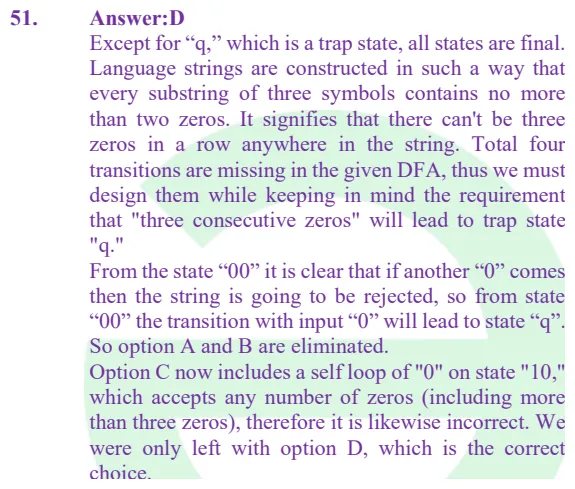 51. Answer:D
Except for “q,” which is a trap state, all states are final.
Language strings are constructed in such a way that
every substring of three symbols contains no more
than two zeros. It signifies that there can't be three
zeros in a row anywhere in the string. Total four
transitions are missing in the given DFA, thus we must
design them while keeping in mind the requirement
that "three consecutive zeros" will lead to trap state
"q."
From the state “00” it is clear that if another “0” comes
then the string is going to be rejected, so from state
“00” the transition with input “0” will lead to state “q”.
So option A and B are eliminated.
Option C now includes a self loop of "0" on state "10,"
which accepts any number of zeros (including more
than three zeros), therefore it is likewise incorrect. We
were only left with option D, which is the correct
choice.